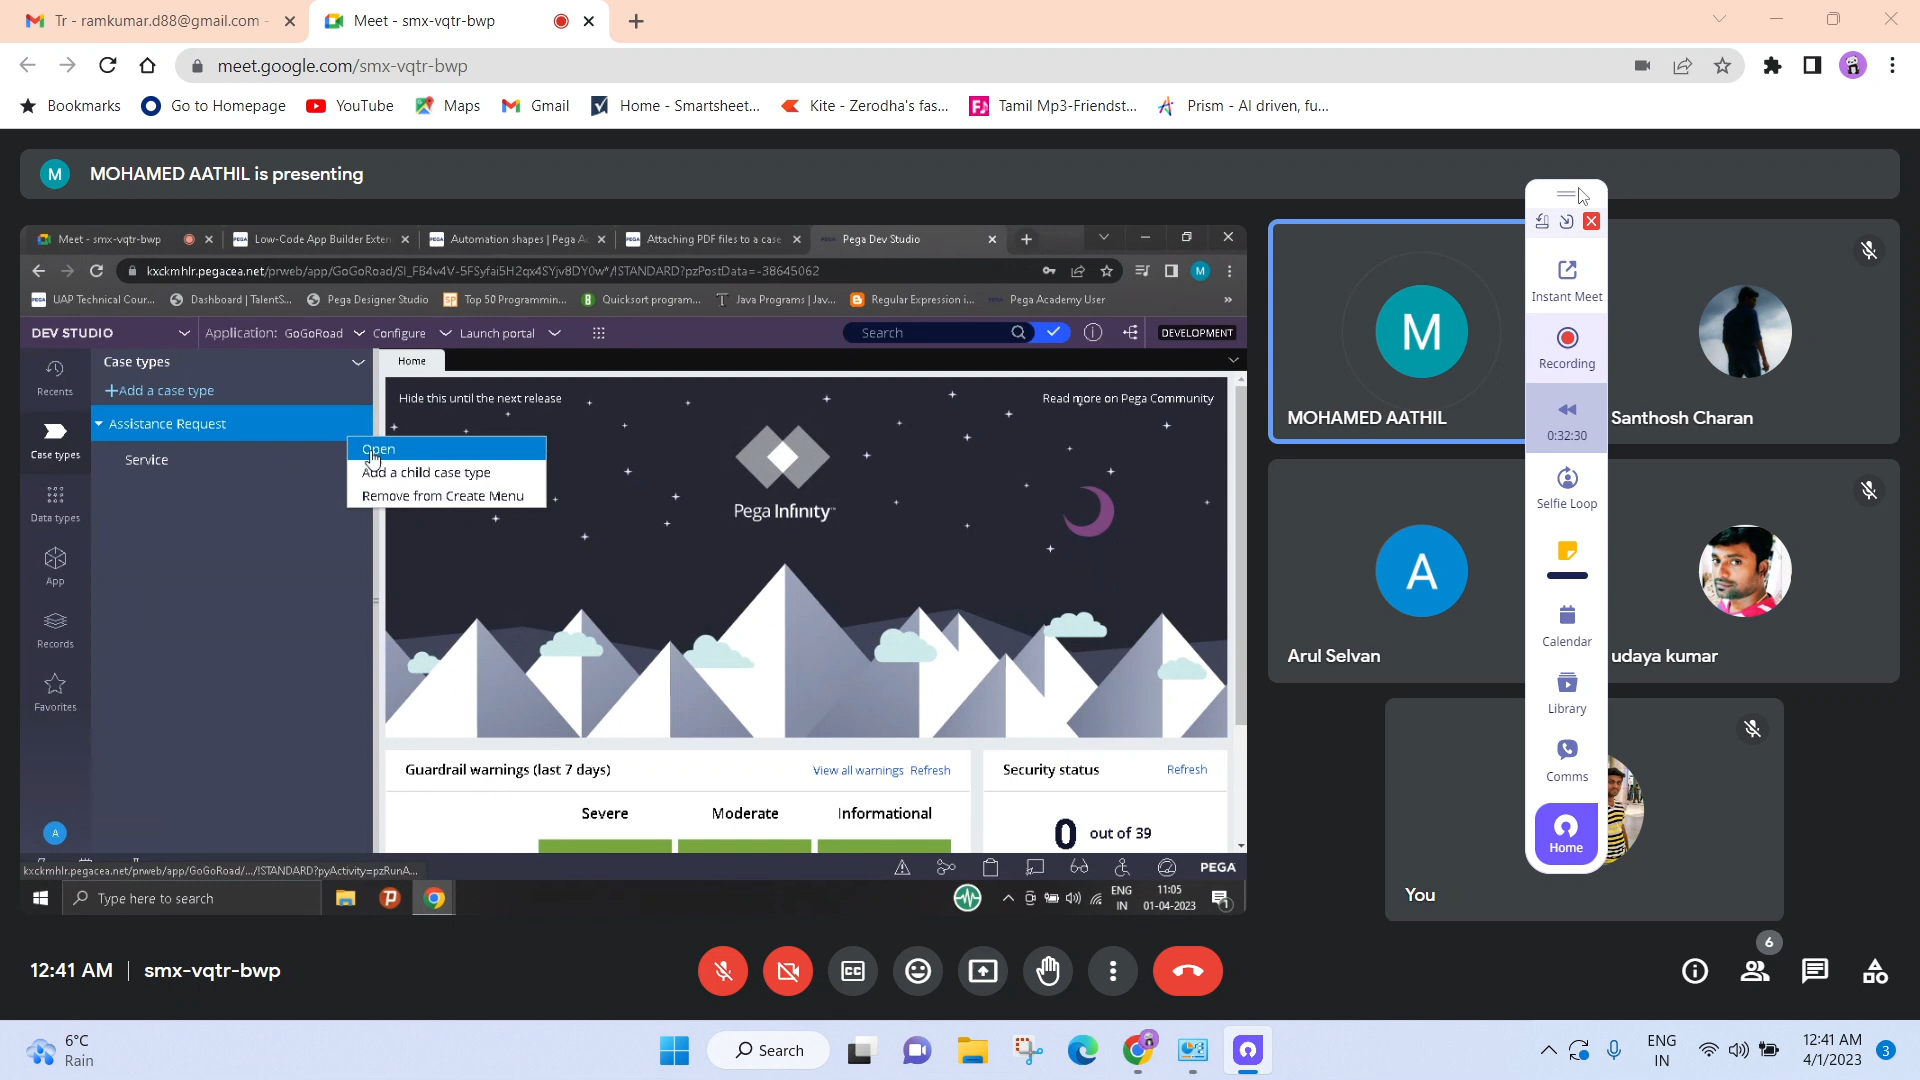 Tr - ramkumar.d88@gmail.com -
Meet - smx-vqtr-bwp
meet.google.com/smx-vqtr-bwp
Bookmarks Go to Homepage YouTube Maps Gmail Home - Smartsheet... Kite - Zerodha's fas... Tamil Mp3-Friendst... Prism - AI driven, fu...
M MOHAMED AATHIL is presenting
Meet - smx-vqtr-bwp Low-Code App Builder Exten Automation shapes | Pega A Attaching PDF files to a case Pega Dev Studio
kxckmhlr.pegacea.net/prweb/app/GoGoRoad/SI_FB4v4V-5FSyfai5H2qx4SYjvBDY0w*/!STANDARD?pzPostData=-38645062
M
UAP Technical Cour... Dashboard | TalentS... Pega Designer Studio Top 50 Programmin... Quicksort program... Java Programs | Jav... Regular Expression i... Pega Academy User »
DEV STUDIO Application: GoGoRoad Configure Launch portal Search DEVELOPMENT
Recents
Case types
Data types
App
Records
Favorites
A
Case types
+Add a case type
Assistance Request
Service
Open
Add a child case type
Remove from Create Menu
Home
Hide this until the next release
Read more on Pega Community
Pega Infinity™
Guardrail warnings (last 7 days)
View all warnings Refresh
Severe Moderate Informational
Security status Refresh
0 out of 39
kxckmhlr.pegacea.net/prweb/app/GoGoRoad/.../!STANDARD?pyActivity=pzRunA...
PEGA
Type here to search
ENG
IN
11:05
01-04-2023
1
M
MOHAMED AATHIL
Santhosh Charan
A
Arul Selvan
udaya kumar
You
Instant Meet
Recording
0:32:30
Selfie Loop
Calendar
Library
Comms
Home
12:41 AM | smx-vqtr-bwp
CC
6
6°C
Rain
Search
ENG
IN
12:41 AM
4/1/2023
3